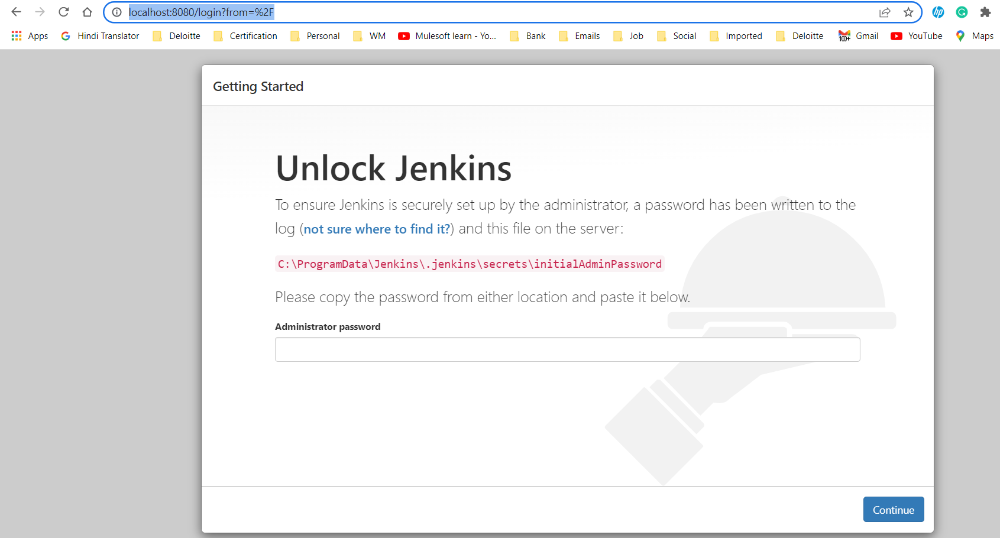 localhost:8080/login?from=%2F
hp G
Apps G Hindi Translator Deloitte Certification Personal WM Mulesoft learn - Yo... Bank Emails Job Social Imported Deloitte 100+ Gmail YouTube Maps
Getting Started
Unlock Jenkins
To ensure Jenkins is securely set up by the administrator, a password has been written to the
log (not sure where to find it?) and this file on the server:
C:\ProgramData\Jenkins\.jenkins\secrets\initialAdminPassword
Please copy the password from either location and paste it below.
Administrator password
Continue